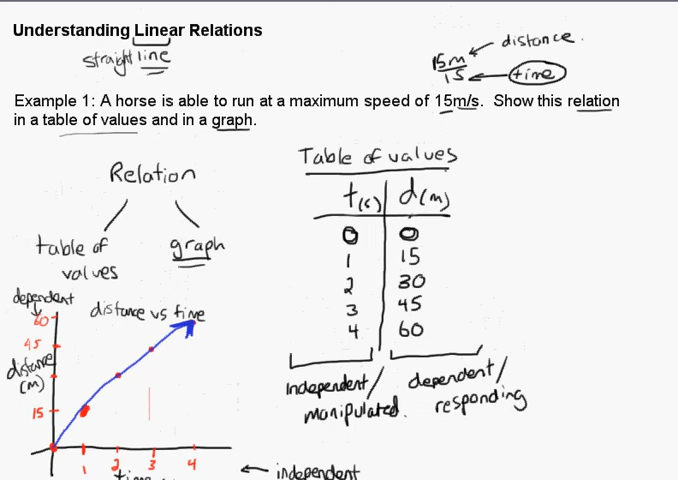 Understanding Linear Relations
straight line
15m
1s
distance.
time
Example 1: A horse is able to run at a maximum speed of 15m/s. Show this relation
in a table of values and in a graph.
Relation
table of
values
graph
Table of values
t(s) d(m)
0 0
1 15
2 30
3 45
4 60
independent/
manipulated.
dependent/
responding
dependent
distance vs time
60
45
distance
(m)
15
1 2 3 4
time
independent